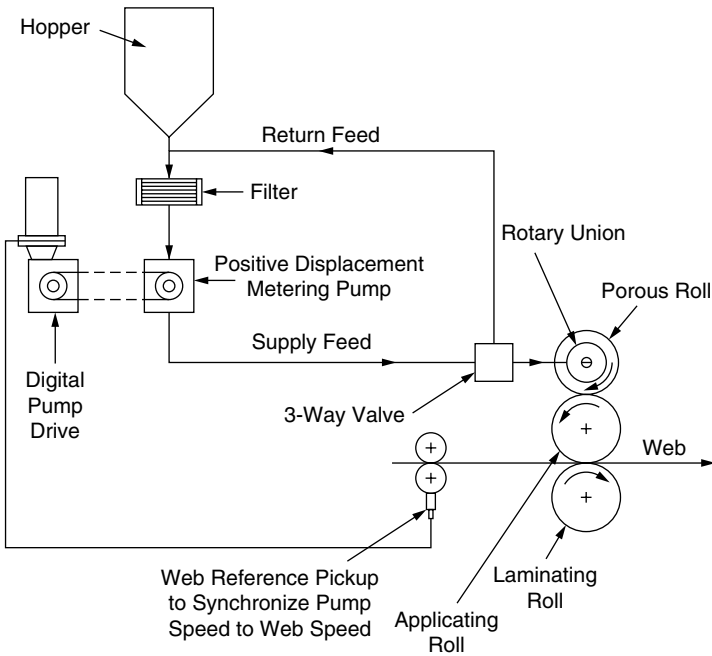 Hopper
Return Feed
Filter
Rotary Union
Positive Displacement
Metering Pump
Porous Roll
Supply Feed
Digital
Pump
Drive
3-Way Valve
Web
Web Reference Pickup
to Synchronize Pump
Speed to Web Speed
Laminating
Roll
Applicating
Roll